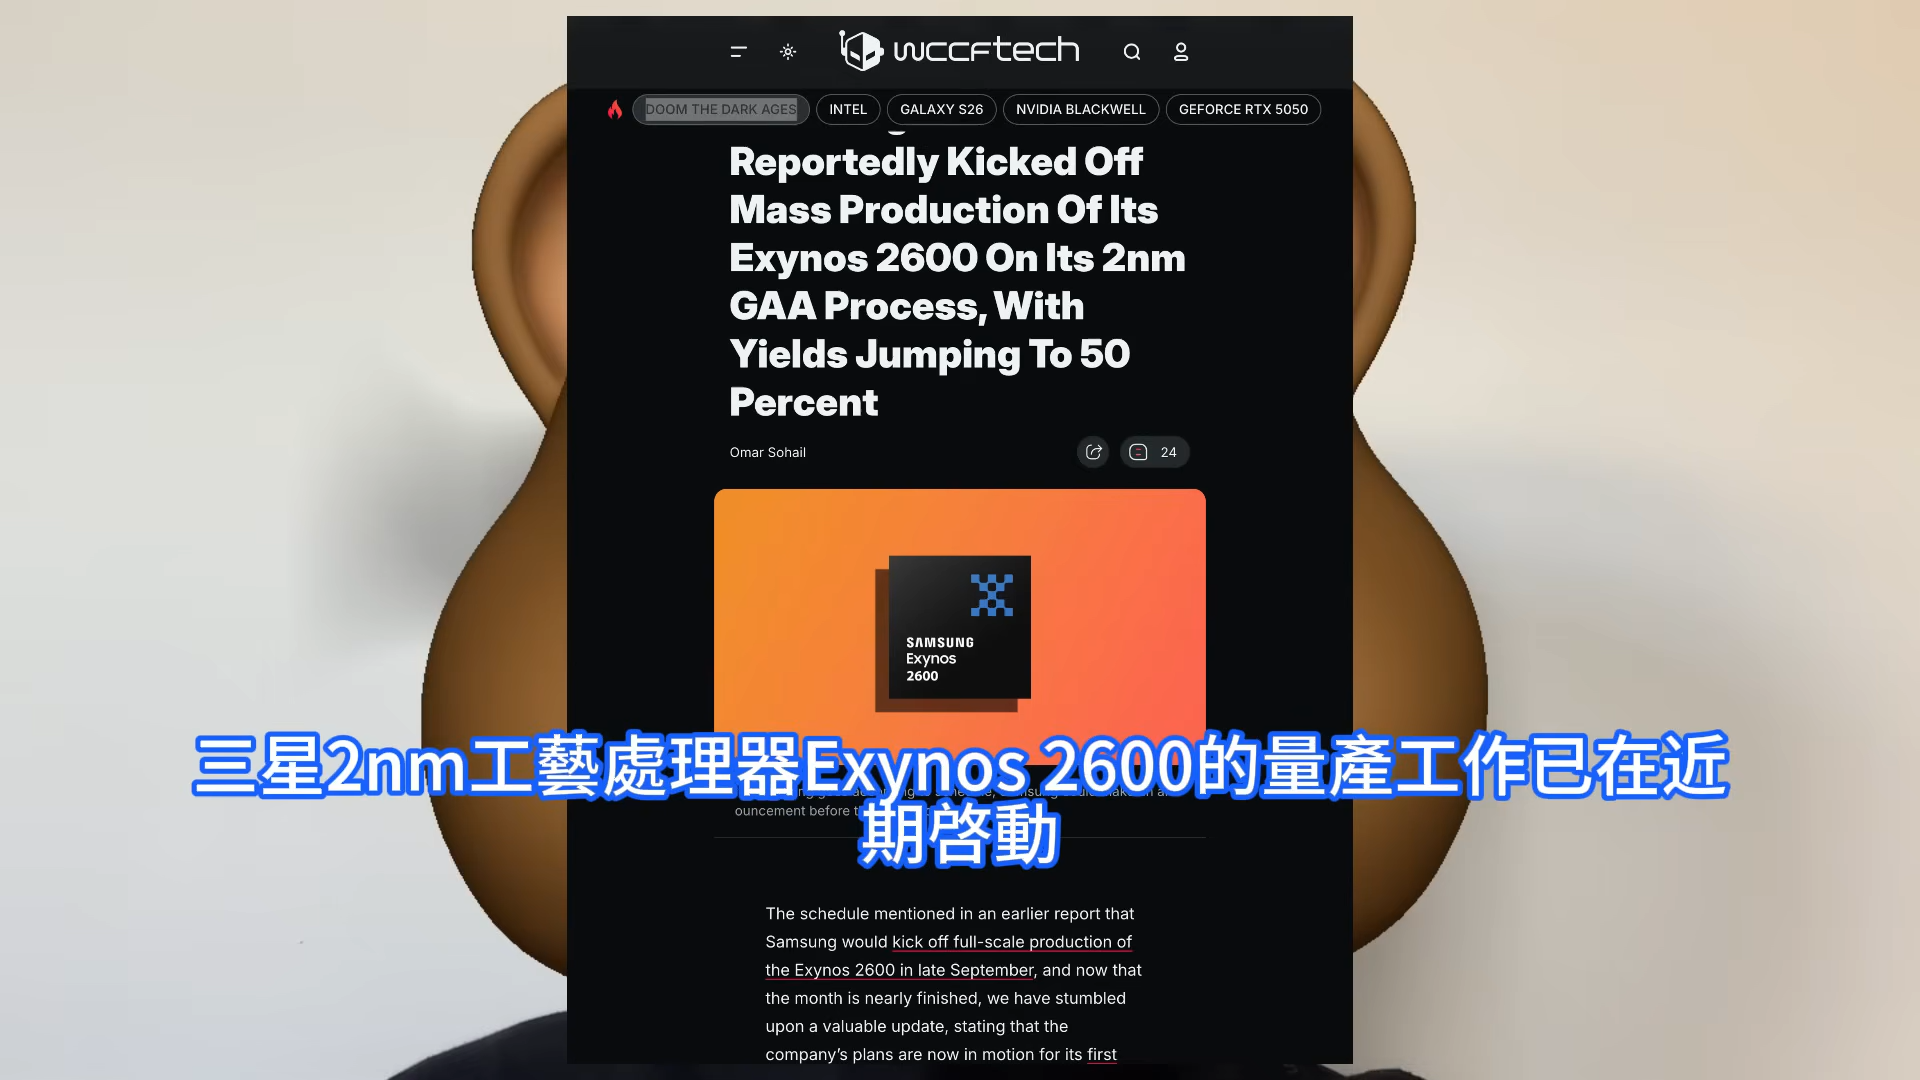 wccftech
DOOM THE DARK AGES
INTEL
GALAXY S26
NVIDIA BLACKWELL
GEFORCE RTX 5050
Reportedly Kicked Off
Mass Production Of Its
Exynos 2600 On Its 2nm
GAA Process, With
Yields Jumping To 50
Percent
Omar Sohail
24
SAMSUNG
Exynos
2600
三星2nm工藝處理器Exynos 2600的量產工作已在近
期啓動
ouncement before
The schedule mentioned in an earlier report that
Samsung would kick off full-scale production of
the Exynos 2600 in late September, and now that
the month is nearly finished, we have stumbled
upon a valuable update, stating that the
company's plans are now in motion for its first